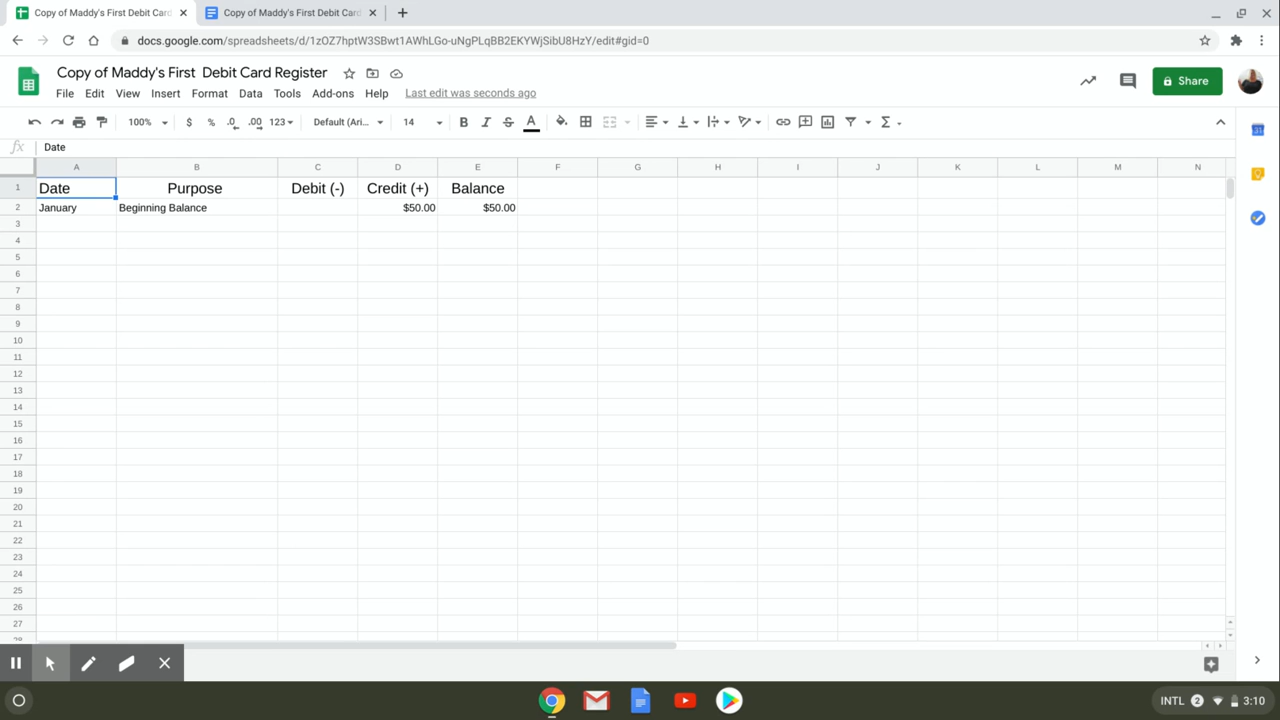 Copy of Maddy's First Debit Card
Copy of Maddy's First Debit Card
docs.google.com/spreadsheets/d/1zOZ7hptW3SBwt1AWhLGo-uNgPLqBB2EKYWjSibU8HzY/edit#gid=0
Copy of Maddy's First Debit Card Register
Share
File Edit View Insert Format Data Tools Add-ons Help Last edit was seconds ago
100% $ % .0 .00 123 Default (Ari... 14 B I S A Σ
fx Date
A B C D E F G H I J K L M N
1 Date Purpose Debit (-) Credit (+) Balance
2 January Beginning Balance $50.00 $50.00
3
4
5
6
7
8
9
10
11
12
13
14
15
16
17
18
19
20
21
22
23
24
25
26
27
28
INTL 2 3:10